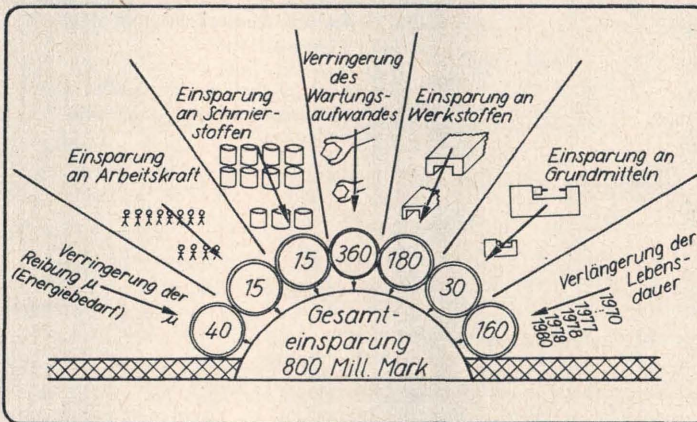 Verringerung
des
Wartungs-
aufwandes
Einsparung
an Schmier-
stoffen
Einsparung an
Werkstoffen
Einsparung
an Arbeitskraft
Einsparung an
Grundmitteln
Verringerung der
Reibung μ
(Energiebedarf)
μ
Verlängerung der
Lebens-
dauer
1970
1977
1978
1979
1980
40
15
15
360
180
30
160
Gesamt-
einsparung
800 Mill. Mark